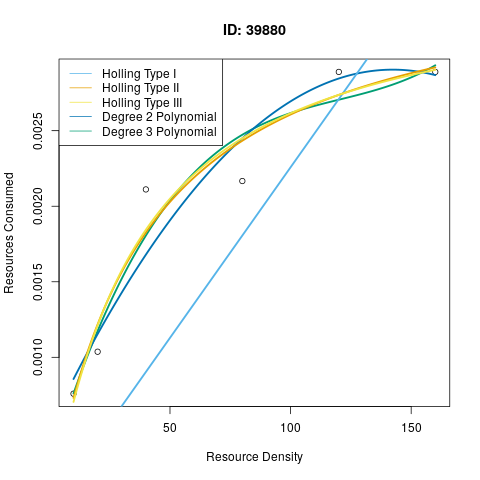 ID: 39880
Holling Type I
Holling Type II
Holling Type III
Degree 2 Polynomial
Degree 3 Polynomial
Resources Consumed
0.0025
0.0020
0.0015
0.0010
50 100 150
Resource Density